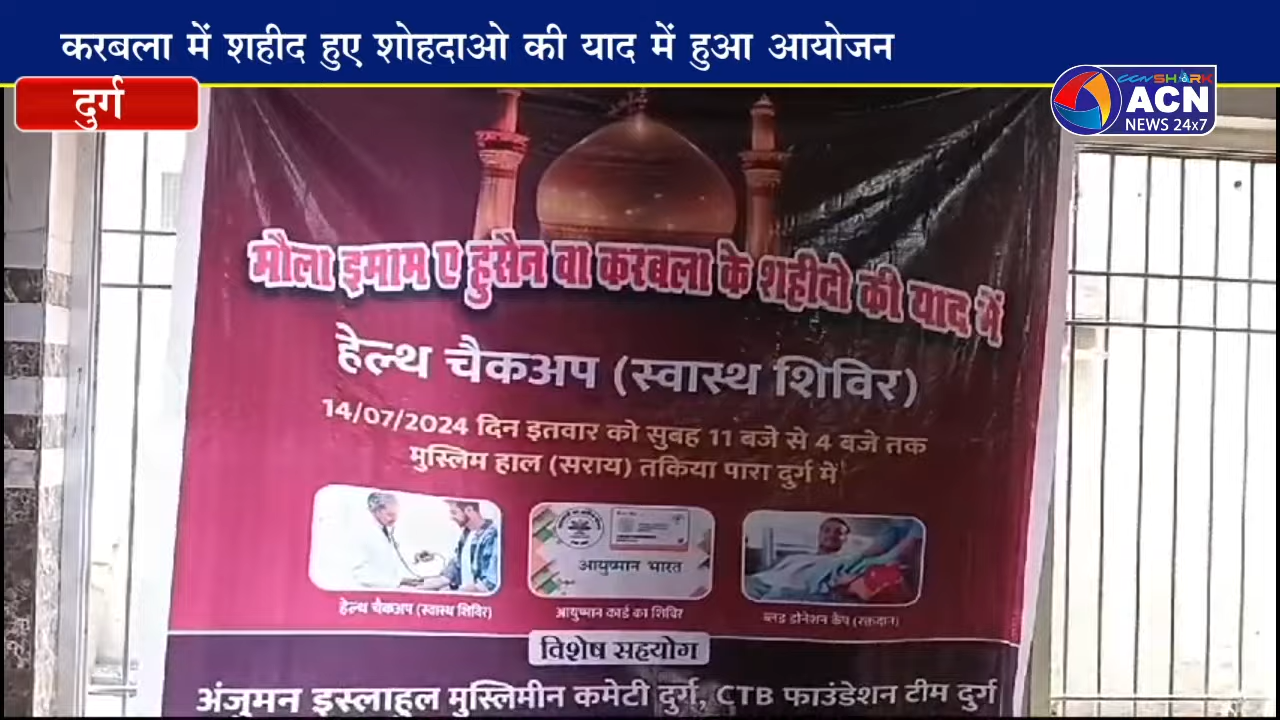 करबला में शहीद हुए शोहदाओ की याद में हुआ आयोजन
दुर्ग
CCN SHARK
ACN
NEWS 24x7
मौला इमाम ए हुसैन वा करबला के शहीदो की याद में
हेल्थ चैकअप (स्वास्थ शिविर)
14/07/2024 दिन इतवार को सुबह 11 बजे से 4 बजे तक
मुस्लिम हाल (सराय) तकिया पारा दुर्ग में
आयुष्मान भारत
हेल्थ चैकअप (स्वास्थ शिविर)
आयुष्मान कार्ड का शिविर
ब्लड डोनेशन कैंप (रक्तदान)
विशेष सहयोग
अंजुमन इस्लाहुल मुस्लिमीन कमेटी दुर्ग, CTB फाउंडेशन टीम दुर्ग